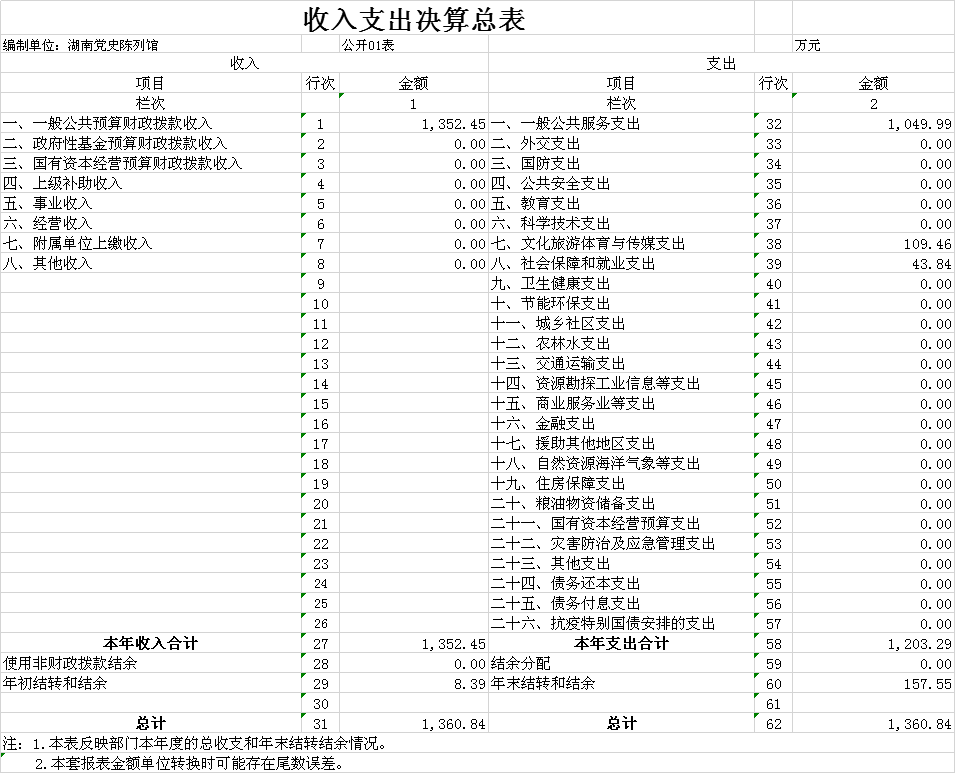 收入支出决算总表
编制单位：湖南党史陈列馆 公开01表 万元
收入 支出
项目 行次 金额 项目 行次 金额
栏次 1 栏次 2
一、一般公共预算财政拨款收入 1 1,352.45 一、一般公共服务支出 32 1,049.99
二、政府性基金预算财政拨款收入 2 0.00 二、外交支出 33 0.00
三、国有资本经营预算财政拨款收入 3 0.00 三、国防支出 34 0.00
四、上级补助收入 4 0.00 四、公共安全支出 35 0.00
五、事业收入 5 0.00 五、教育支出 36 0.00
六、经营收入 6 0.00 六、科学技术支出 37 0.00
七、附属单位上缴收入 7 0.00 七、文化旅游体育与传媒支出 38 109.46
八、其他收入 8 0.00 八、社会保障和就业支出 39 43.84
9 九、卫生健康支出 40 0.00
10 十、节能环保支出 41 0.00
11 十一、城乡社区支出 42 0.00
12 十二、农林水支出 43 0.00
13 十三、交通运输支出 44 0.00
14 十四、资源勘探工业信息等支出 45 0.00
15 十五、商业服务业等支出 46 0.00
16 十六、金融支出 47 0.00
17 十七、援助其他地区支出 48 0.00
18 十八、自然资源海洋气象等支出 49 0.00
19 十九、住房保障支出 50 0.00
20 二十、粮油物资储备支出 51 0.00
21 二十一、国有资本经营预算支出 52 0.00
22 二十二、灾害防治及应急管理支出 53 0.00
23 二十三、其他支出 54 0.00
24 二十四、债务还本支出 55 0.00
25 二十五、债务付息支出 56 0.00
26 二十六、抗疫特别国债安排的支出 57 0.00
本年收入合计 27 1,352.45 本年支出合计 58 1,203.29
使用非财政拨款结余 28 0.00 结余分配 59 0.00
年初结转和结余 29 8.39 年末结转和结余 60 157.55
30 61
总计 31 1,360.84 总计 62 1,360.84
注：1.本表反映部门本年度的总收支和年末结转结余情况。
2.本套报表金额单位转换时可能存在尾数误差。